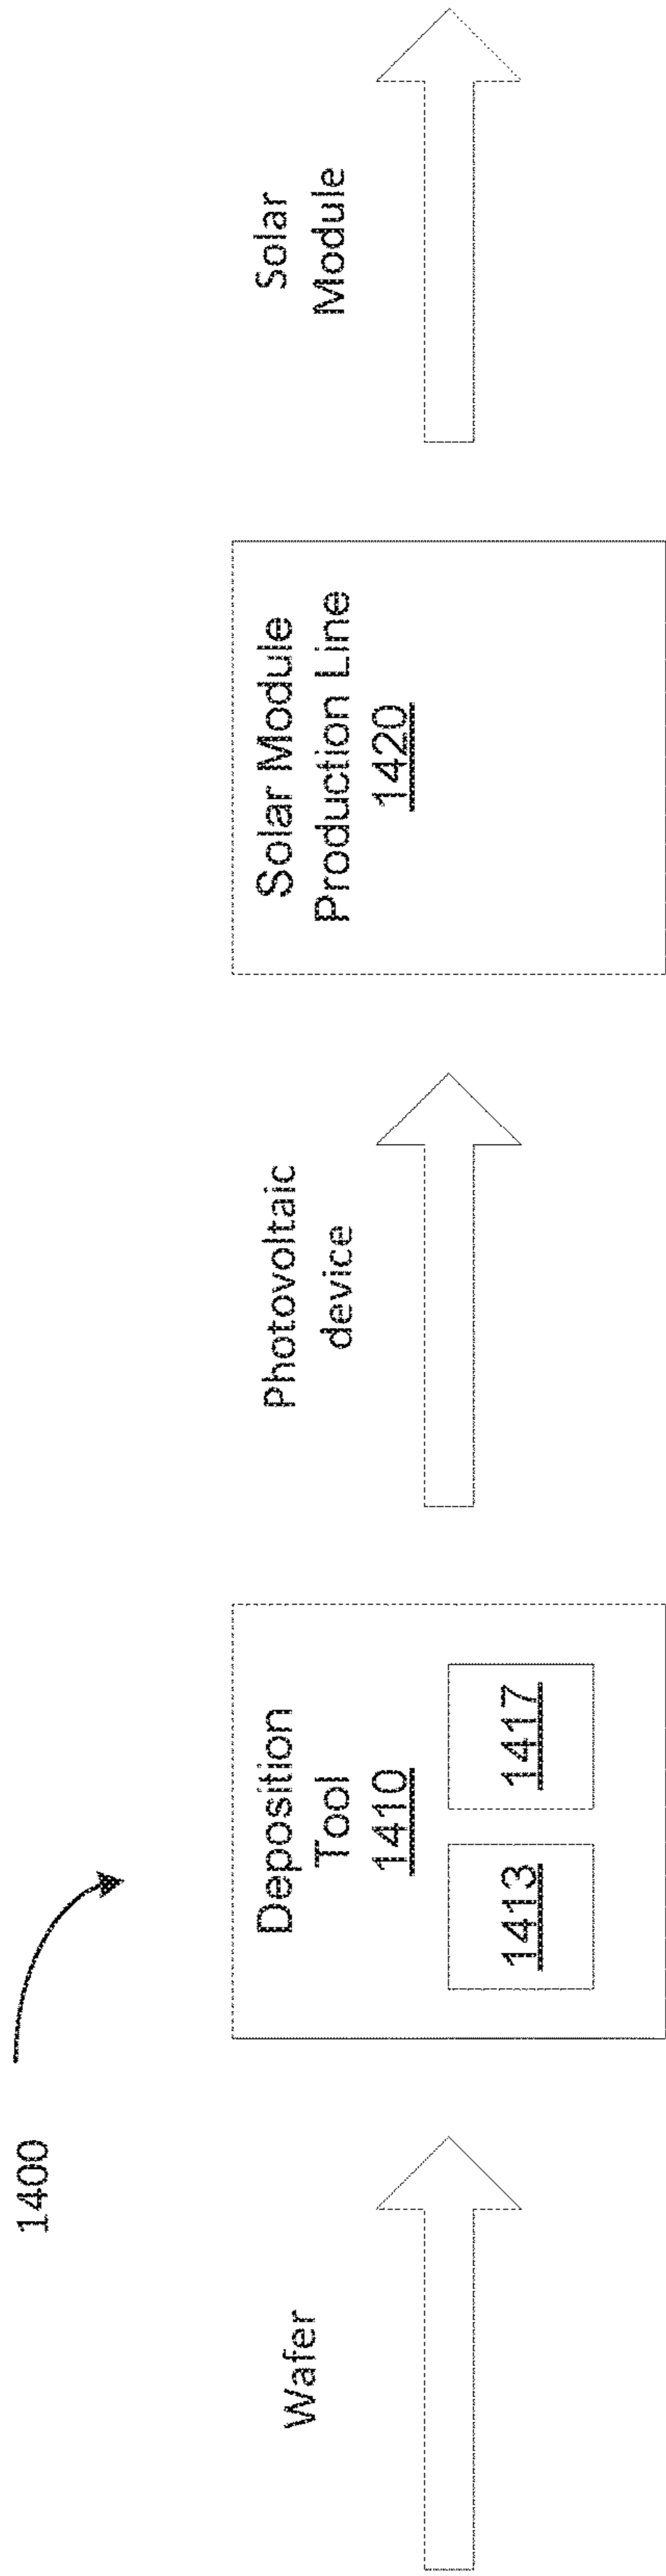 1400
Wafer
Deposition
Tool
1410
1413
1417
Photovoltaic
device
Solar Module
Production Line
1420
Solar
Module